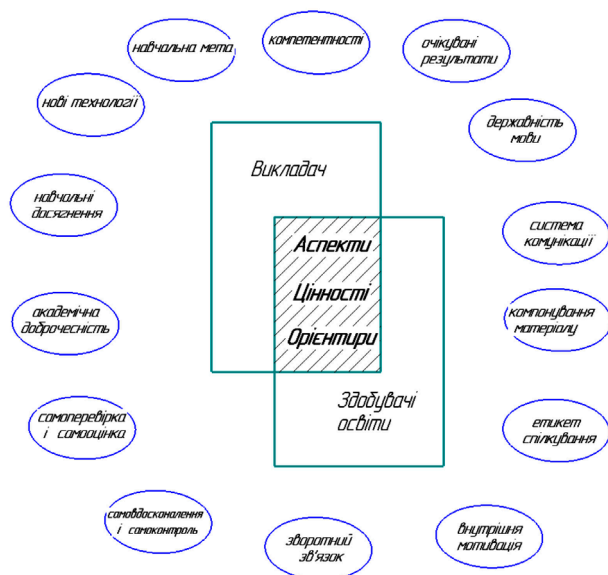 навчальна мета
компетентності
очікувані
результати
нові технології
державність
мови
Викладач
навчальні
досягнення
система
комунікації
Аспекти
Цінності
Орієнтири
академічна
доброчесність
компонування
матеріалу
Здобувачі
освіти
самоперевірка
і самооцінка
етикет
спілкування
самовдосконалення
і самоконтроль
зворотний
зв'язок
внутрішня
мотивація